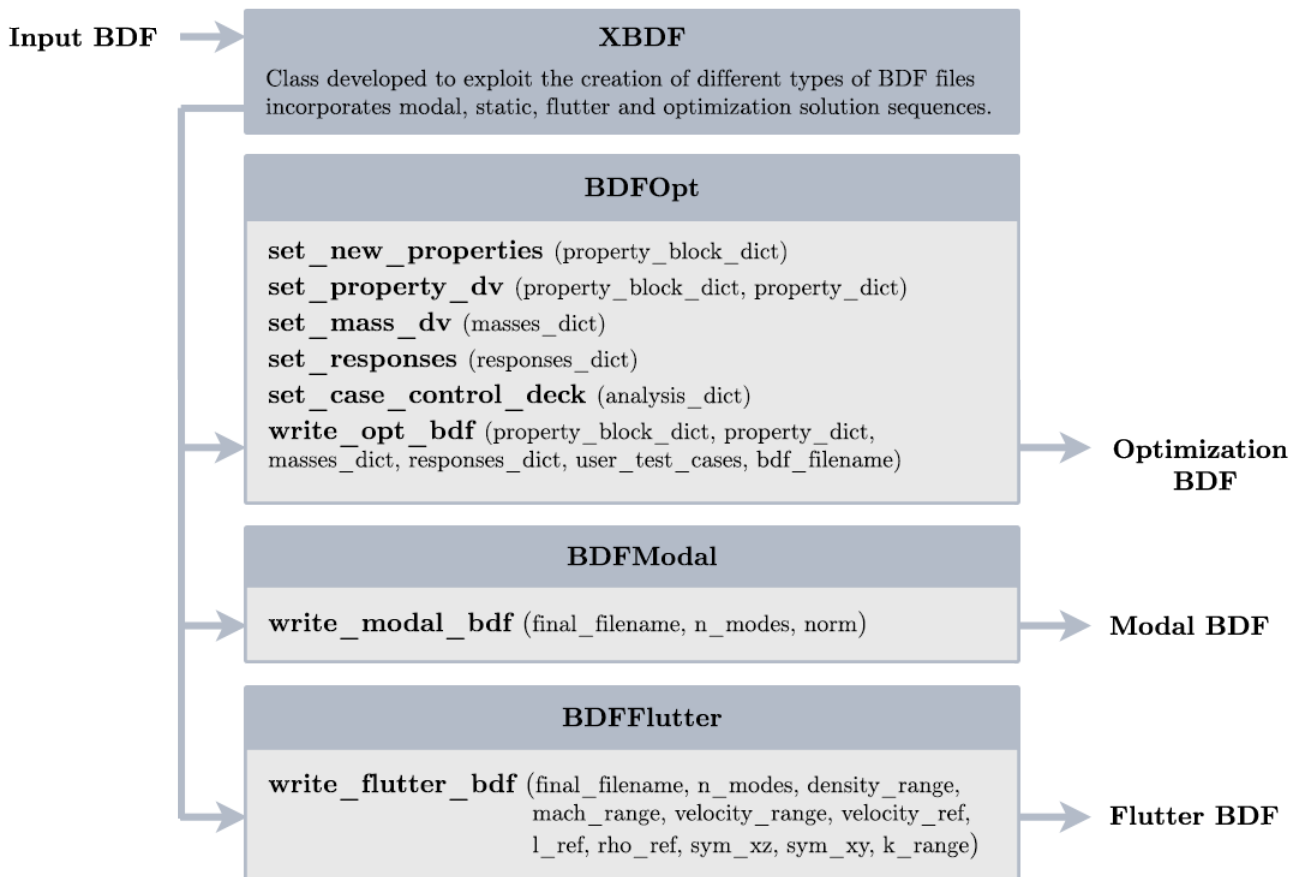 Input BDF
XBDF
Class developed to exploit the creation of different types of BDF files
incorporates modal, static, flutter and optimization solution sequences.
BDFOpt
set_new_properties (property_block_dict)
set_property_dv (property_block_dict, property_dict)
set_mass_dv (masses_dict)
set_responses (responses_dict)
set_case_control_deck (analysis_dict)
write_opt_bdf (property_block_dict, property_dict,
masses_dict, responses_dict, user_test_cases, bdf_filename)
Optimization
BDF
BDFModal
write_modal_bdf (final_filename, n_modes, norm)
Modal BDF
BDFFlutter
write_flutter_bdf (final_filename, n_modes, density_range,
mach_range, velocity_range, velocity_ref,
l_ref, rho_ref, sym_xz, sym_xy, k_range)
Flutter BDF